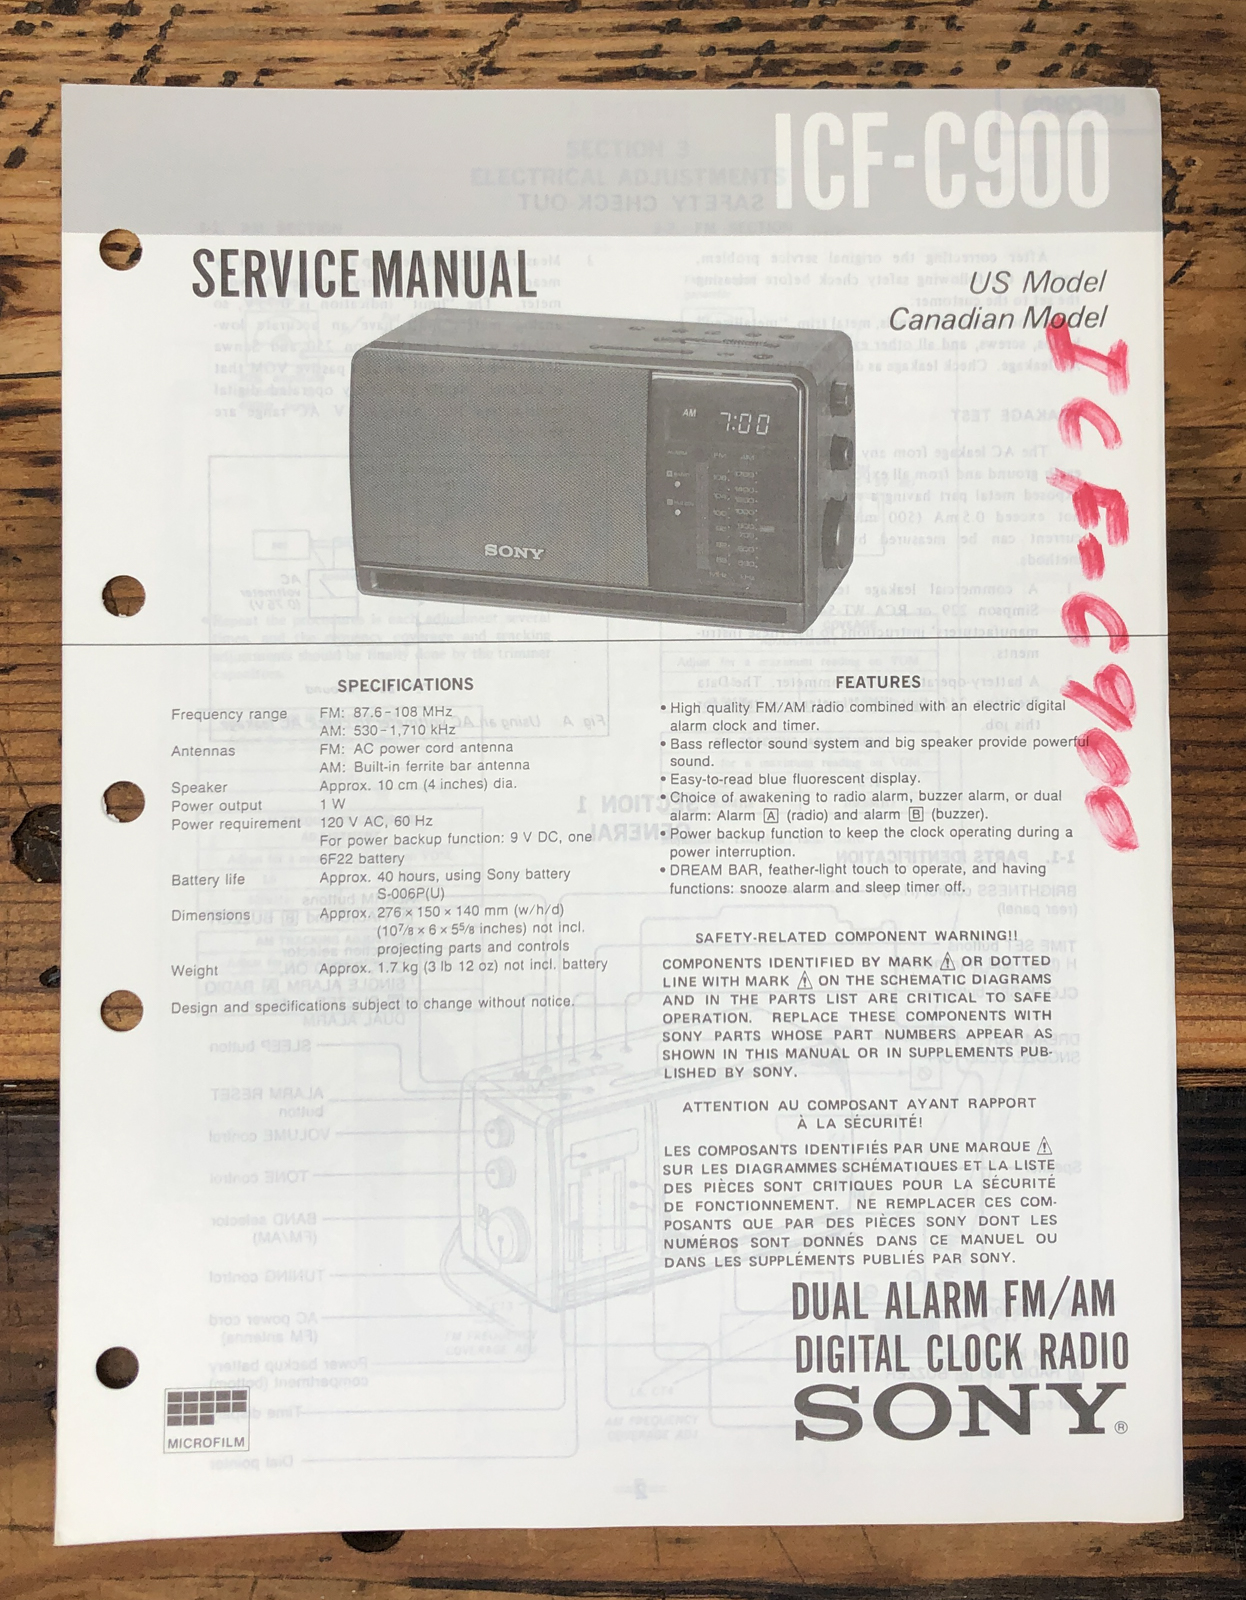 ICF-C900
SERVICE MANUAL
US Model
Canadian Model
ICF-C900
AM 7:00
SONY
SPECIFICATIONS
Frequency range FM: 87.6–108 MHz
AM: 530–1,710 kHz
Antennas FM: AC power cord antenna
AM: Built-in ferrite bar antenna
Speaker Approx. 10 cm (4 inches) dia.
Power output 1 W
Power requirement 120 V AC, 60 Hz
For power backup function: 9 V DC, one
6F22 battery
Battery life Approx. 40 hours, using Sony battery
S-006P(U)
Dimensions Approx. 276 × 150 × 140 mm (w/h/d)
(10⁷/₈ × 6 × 5⁵/₈ inches) not incl.
projecting parts and controls
Weight Approx. 1.7 kg (3 lb 12 oz) not incl. battery
Design and specifications subject to change without notice.
FEATURES
• High quality FM/AM radio combined with an electric digital
alarm clock and timer.
• Bass reflector sound system and big speaker provide powerful
sound.
• Easy-to-read blue fluorescent display.
• Choice of awakening to radio alarm, buzzer alarm, or dual
alarm: Alarm [A] (radio) and alarm [B] (buzzer).
• Power backup function to keep the clock operating during a
power interruption.
• DREAM BAR, feather-light touch to operate, and having
functions: snooze alarm and sleep timer off.
SAFETY-RELATED COMPONENT WARNING!!
COMPONENTS IDENTIFIED BY MARK ⚠ OR DOTTED
LINE WITH MARK ⚠ ON THE SCHEMATIC DIAGRAMS
AND IN THE PARTS LIST ARE CRITICAL TO SAFE
OPERATION. REPLACE THESE COMPONENTS WITH
SONY PARTS WHOSE PART NUMBERS APPEAR AS
SHOWN IN THIS MANUAL OR IN SUPPLEMENTS PUB-
LISHED BY SONY.
ATTENTION AU COMPOSANT AYANT RAPPORT
À LA SÉCURITÉ!
LES COMPOSANTS IDENTIFIÉS PAR UNE MARQUE ⚠
SUR LES DIAGRAMMES SCHÉMATIQUES ET LA LISTE
DES PIÈCES SONT CRITIQUES POUR LA SÉCURITÉ
DE FONCTIONNEMENT. NE REMPLACER CES COM-
POSANTS QUE PAR DES PIÈCES SONY DONT LES
NUMÉROS SONT DONNÉS DANS CE MANUEL OU
DANS LES SUPPLÉMENTS PUBLIÉS PAR SONY.
DUAL ALARM FM/AM
DIGITAL CLOCK RADIO
SONY®
MICROFILM